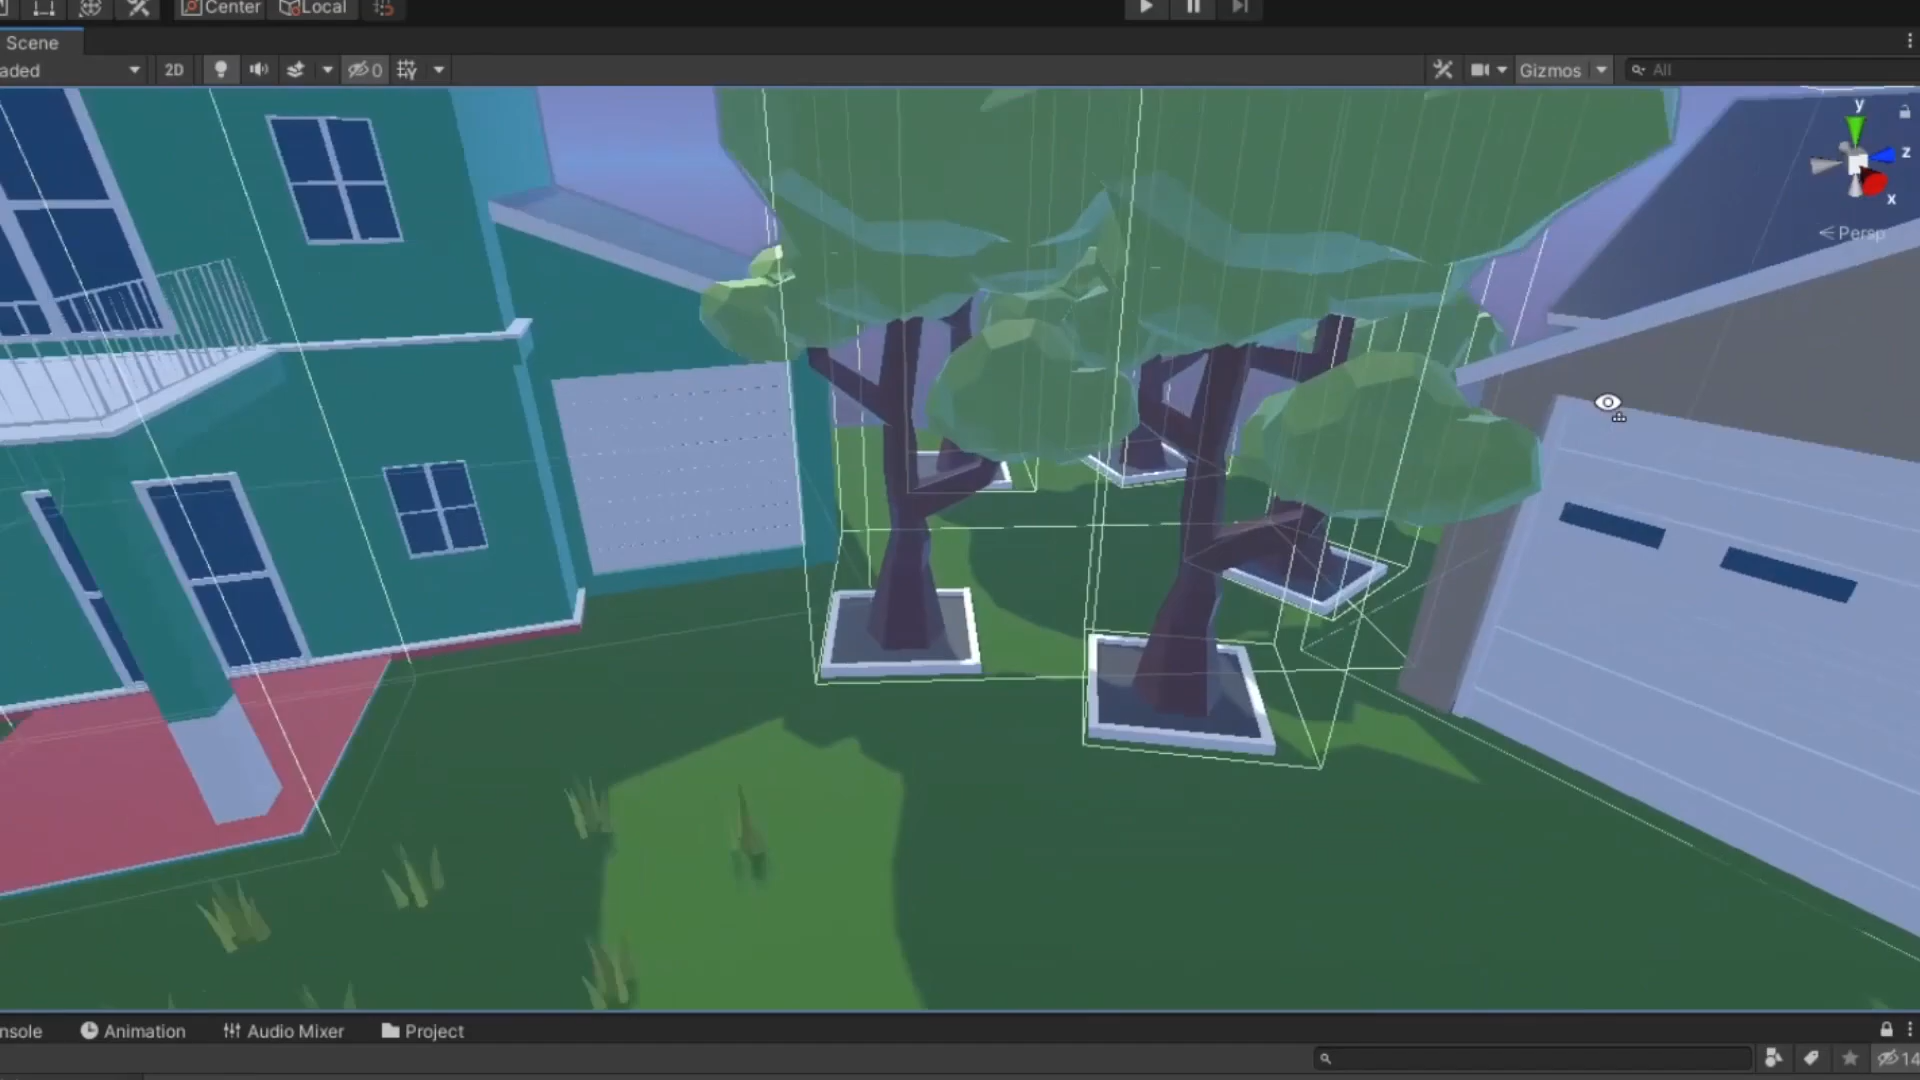 Center Local
Scene
aded 2D 0 Gizmos All
y
z
x
Persp
nsole Animation Audio Mixer Project
14